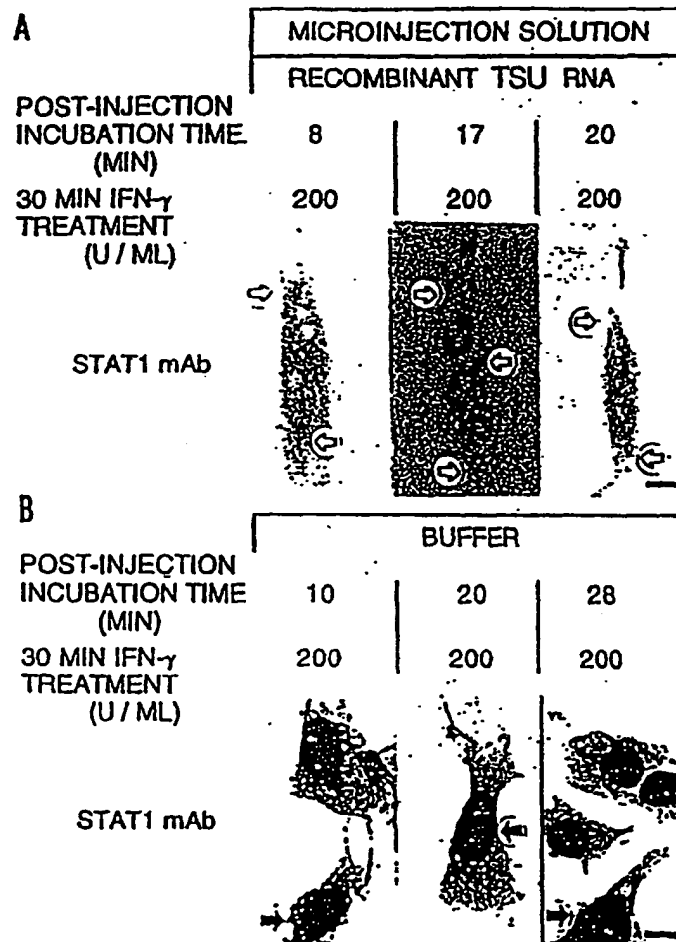 A
MICROINJECTION SOLUTION
RECOMBINANT TSU RNA
POST-INJECTION
INCUBATION TIME 8 17 20
(MIN)
30 MIN IFN-γ 200 200 200
TREATMENT
(U / ML)
STAT1 mAb
B
BUFFER
POST-INJECTION
INCUBATION TIME 10 20 28
(MIN)
30 MIN IFN-γ 200 200 200
TREATMENT
(U / ML)
STAT1 mAb